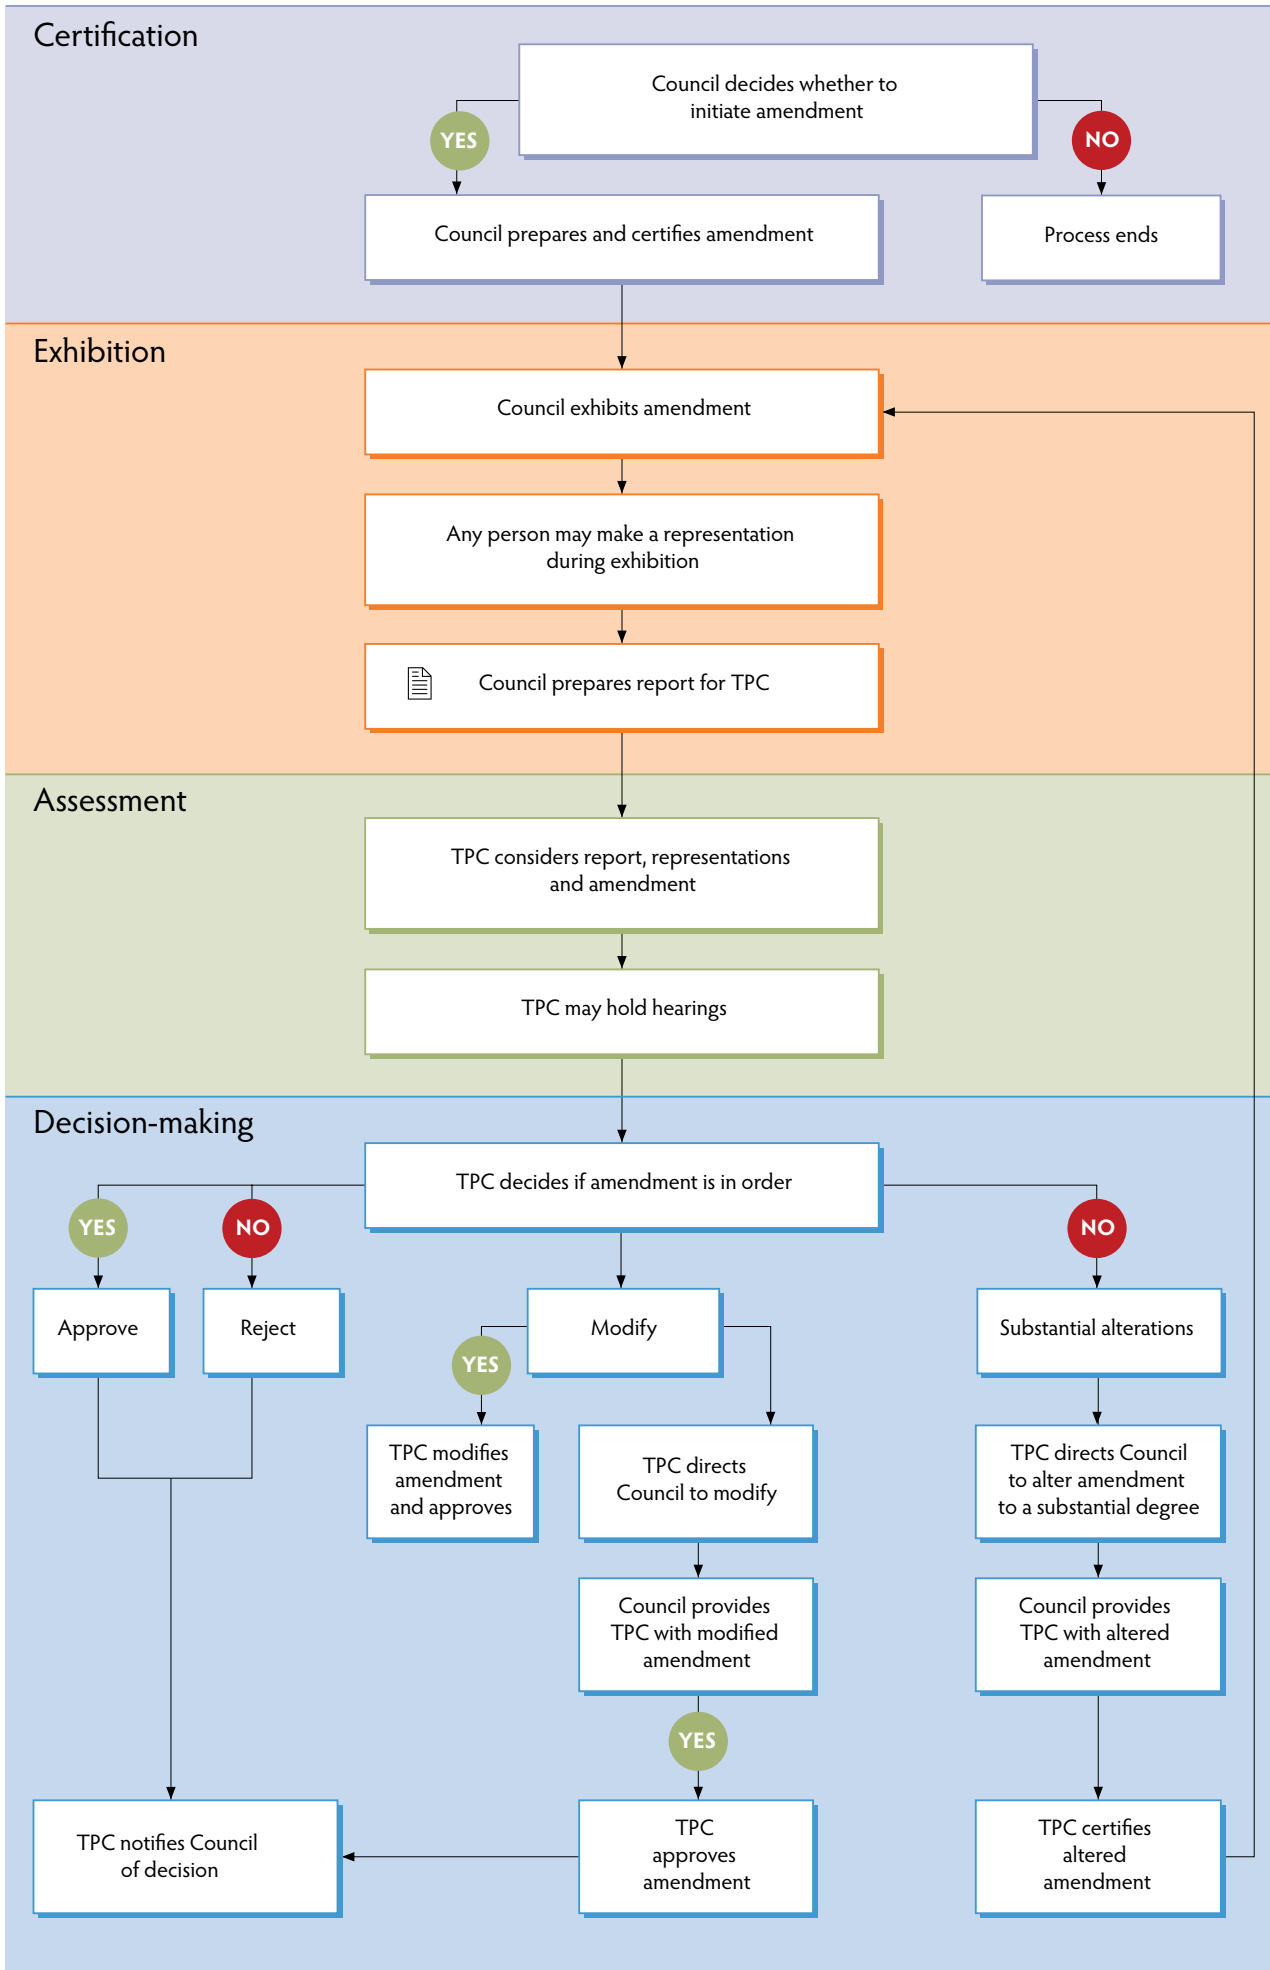 Certification
Council decides whether to
initiate amendment
YES
NO
Council prepares and certifies amendment
Process ends
Exhibition
Council exhibits amendment
Any person may make a representation
during exhibition
Council prepares report for TPC
Assessment
TPC considers report, representations
and amendment
TPC may hold hearings
Decision-making
TPC decides if amendment is in order
YES
NO
NO
Approve
Reject
Modify
Substantial alterations
YES
TPC modifies
amendment
and approves
TPC directs
Council to modify
TPC directs Council
to alter amendment
to a substantial degree
Council provides
TPC with modified
amendment
Council provides
TPC with altered
amendment
YES
TPC notifies Council
of decision
TPC
approves
amendment
TPC certifies
altered
amendment